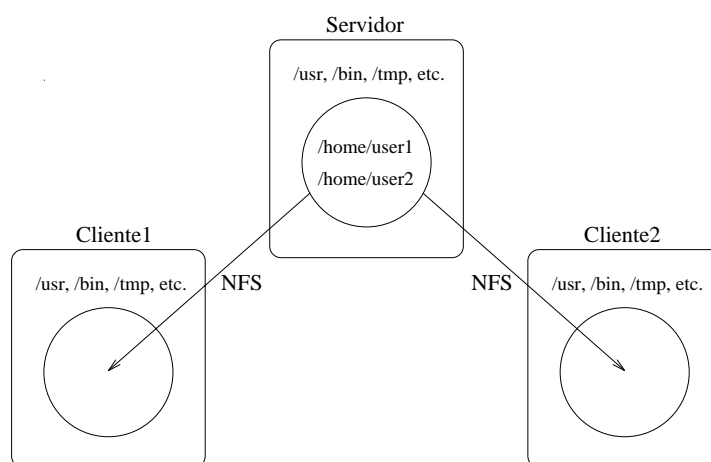 Servidor
/usr, /bin, /tmp, etc.
/home/user1
/home/user2
Cliente1
Cliente2
/usr, /bin, /tmp, etc.
NFS
NFS
/usr, /bin, /tmp, etc.